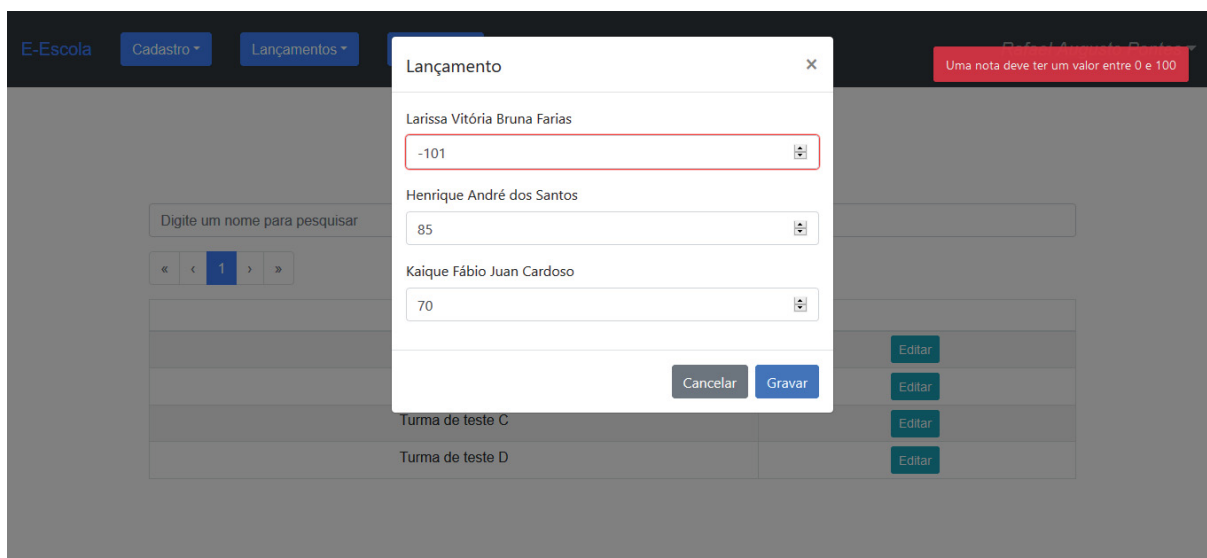 E-Escola
Cadastro
Lançamentos
Uma nota deve ter um valor entre 0 e 100
Lançamento
×
Larissa Vitória Bruna Farias
-101
Henrique André dos Santos
85
Kaique Fábio Juan Cardoso
70
Cancelar Gravar
Digite um nome para pesquisar
« ‹ 1 › »
Editar
Editar
Turma de teste C Editar
Turma de teste D Editar